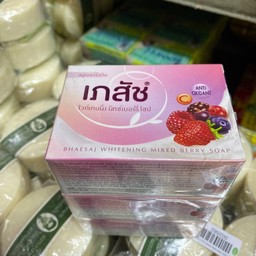 เภสัช
ANTI
OXIDANT
ไวท์เทนนิ่ง มิกซ์เบอร์รี่ โซป
BHAESAJ WHITENING MIXED BERRY SOAP